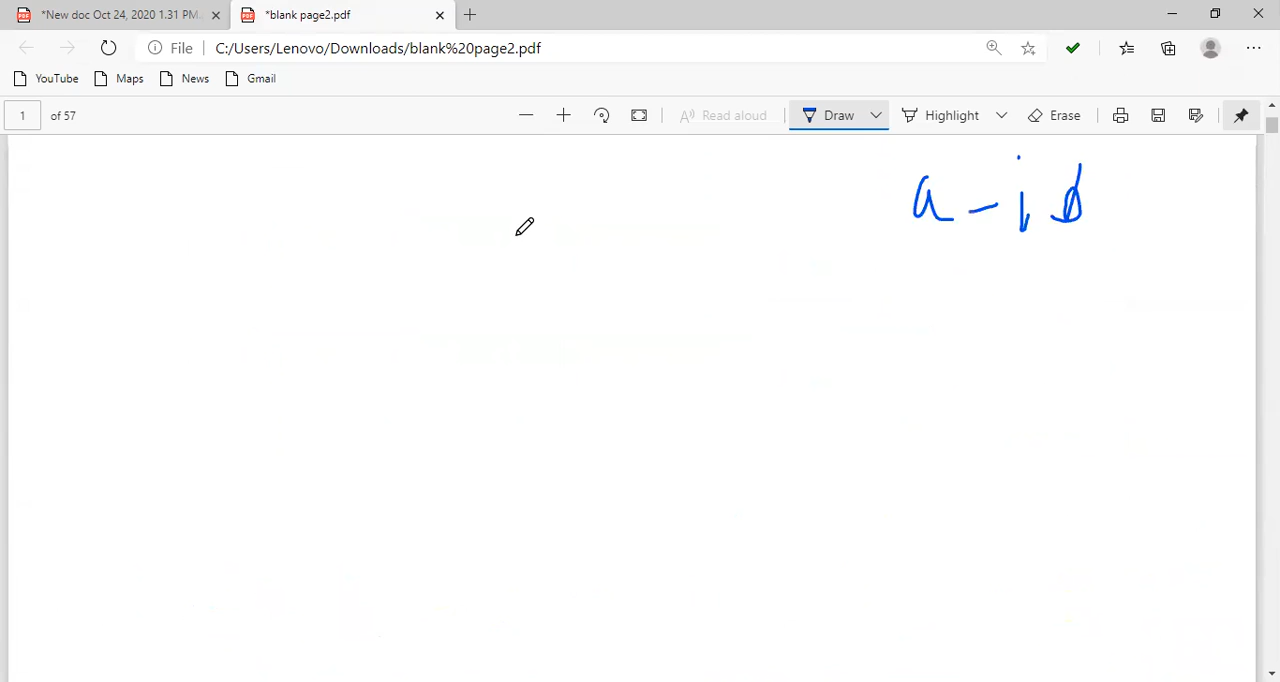 *New doc Oct 24, 2020 1.31 PM.
*blank page2.pdf
File C:/Users/Lenovo/Downloads/blank%20page2.pdf
YouTube Maps News Gmail
1 of 57 Read aloud Draw Highlight Erase
a - i b